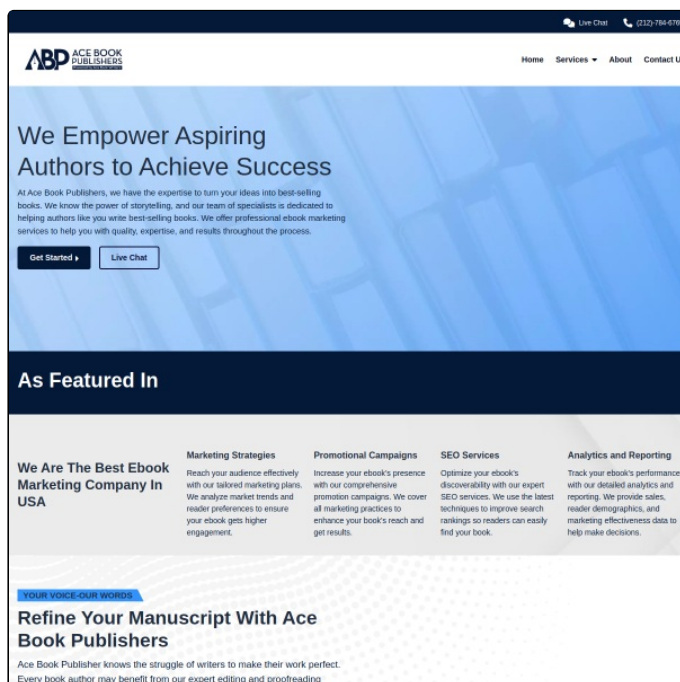 Live Chat
(212)-784-676
ABP ACE BOOK
PUBLISHERS
Home Services About Contact U
We Empower Aspiring
Authors to Achieve Success
At Ace Book Publishers, we have the expertise to turn your ideas into best-selling
books. We know the power of storytelling, and our team of specialists is dedicated to
helping authors like you write best-selling books. We offer professional ebook marketing
services to help you with quality, expertise, and results throughout the process.
Get Started
Live Chat
As Featured In
We Are The Best Ebook
Marketing Company In
USA
Marketing Strategies
Reach your audience effectively
with our tailored marketing plans.
We analyze market trends and
reader preferences to ensure
your ebook gets higher
engagement.
Promotional Campaigns
Increase your ebook's presence
with our comprehensive
promotion campaigns. We cover
all marketing practices to
enhance your book's reach and
get results.
SEO Services
Optimize your ebook's
discoverability with our expert
SEO services. We use the latest
techniques to improve search
rankings so readers can easily
find your book.
Analytics and Reporting
Track your ebook's performance
with our detailed analytics and
reporting. We provide sales,
reader demographics, and
marketing effectiveness data to
help make decisions.
YOUR VOICE-OUR WORDS
Refine Your Manuscript With Ace
Book Publishers
Ace Book Publisher knows the struggle of writers to make their work perfect.
Every book author may benefit from our expert editing and proofreading